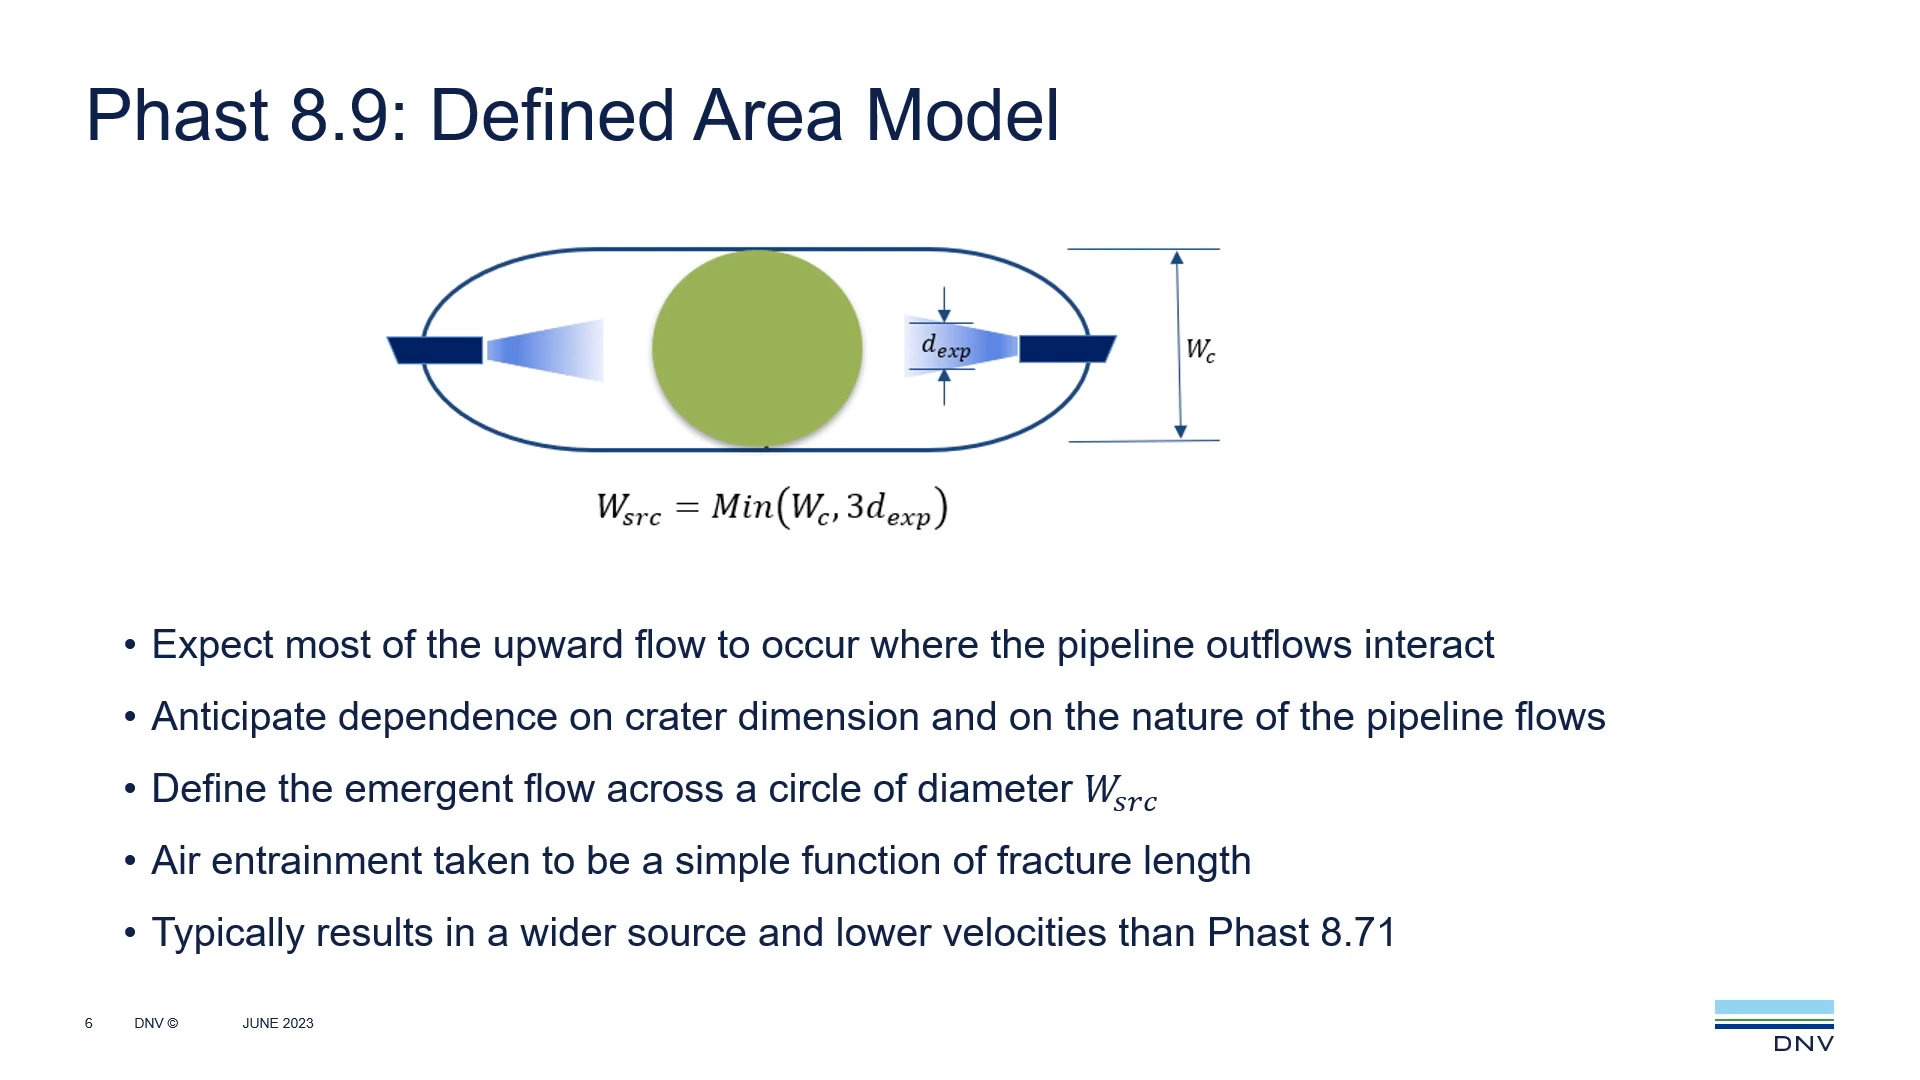 Phast 8.9: Defined Area Model
d_exp
W_c
W_src = Min(W_c, 3d_exp)
• Expect most of the upward flow to occur where the pipeline outflows interact
• Anticipate dependence on crater dimension and on the nature of the pipeline flows
• Define the emergent flow across a circle of diameter W_src
• Air entrainment taken to be a simple function of fracture length
• Typically results in a wider source and lower velocities than Phast 8.71
6 DNV © JUNE 2023
DNV